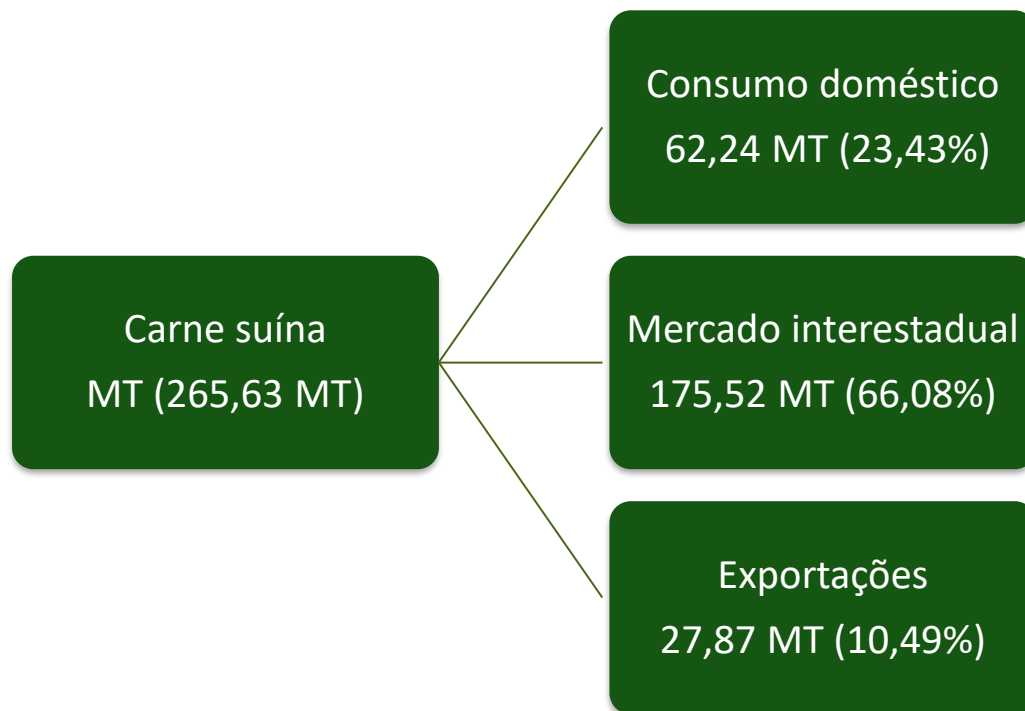 Carne suína
MT (265,63 MT)
Consumo doméstico
62,24 MT (23,43%)
Mercado interestadual
175,52 MT (66,08%)
Exportações
27,87 MT (10,49%)